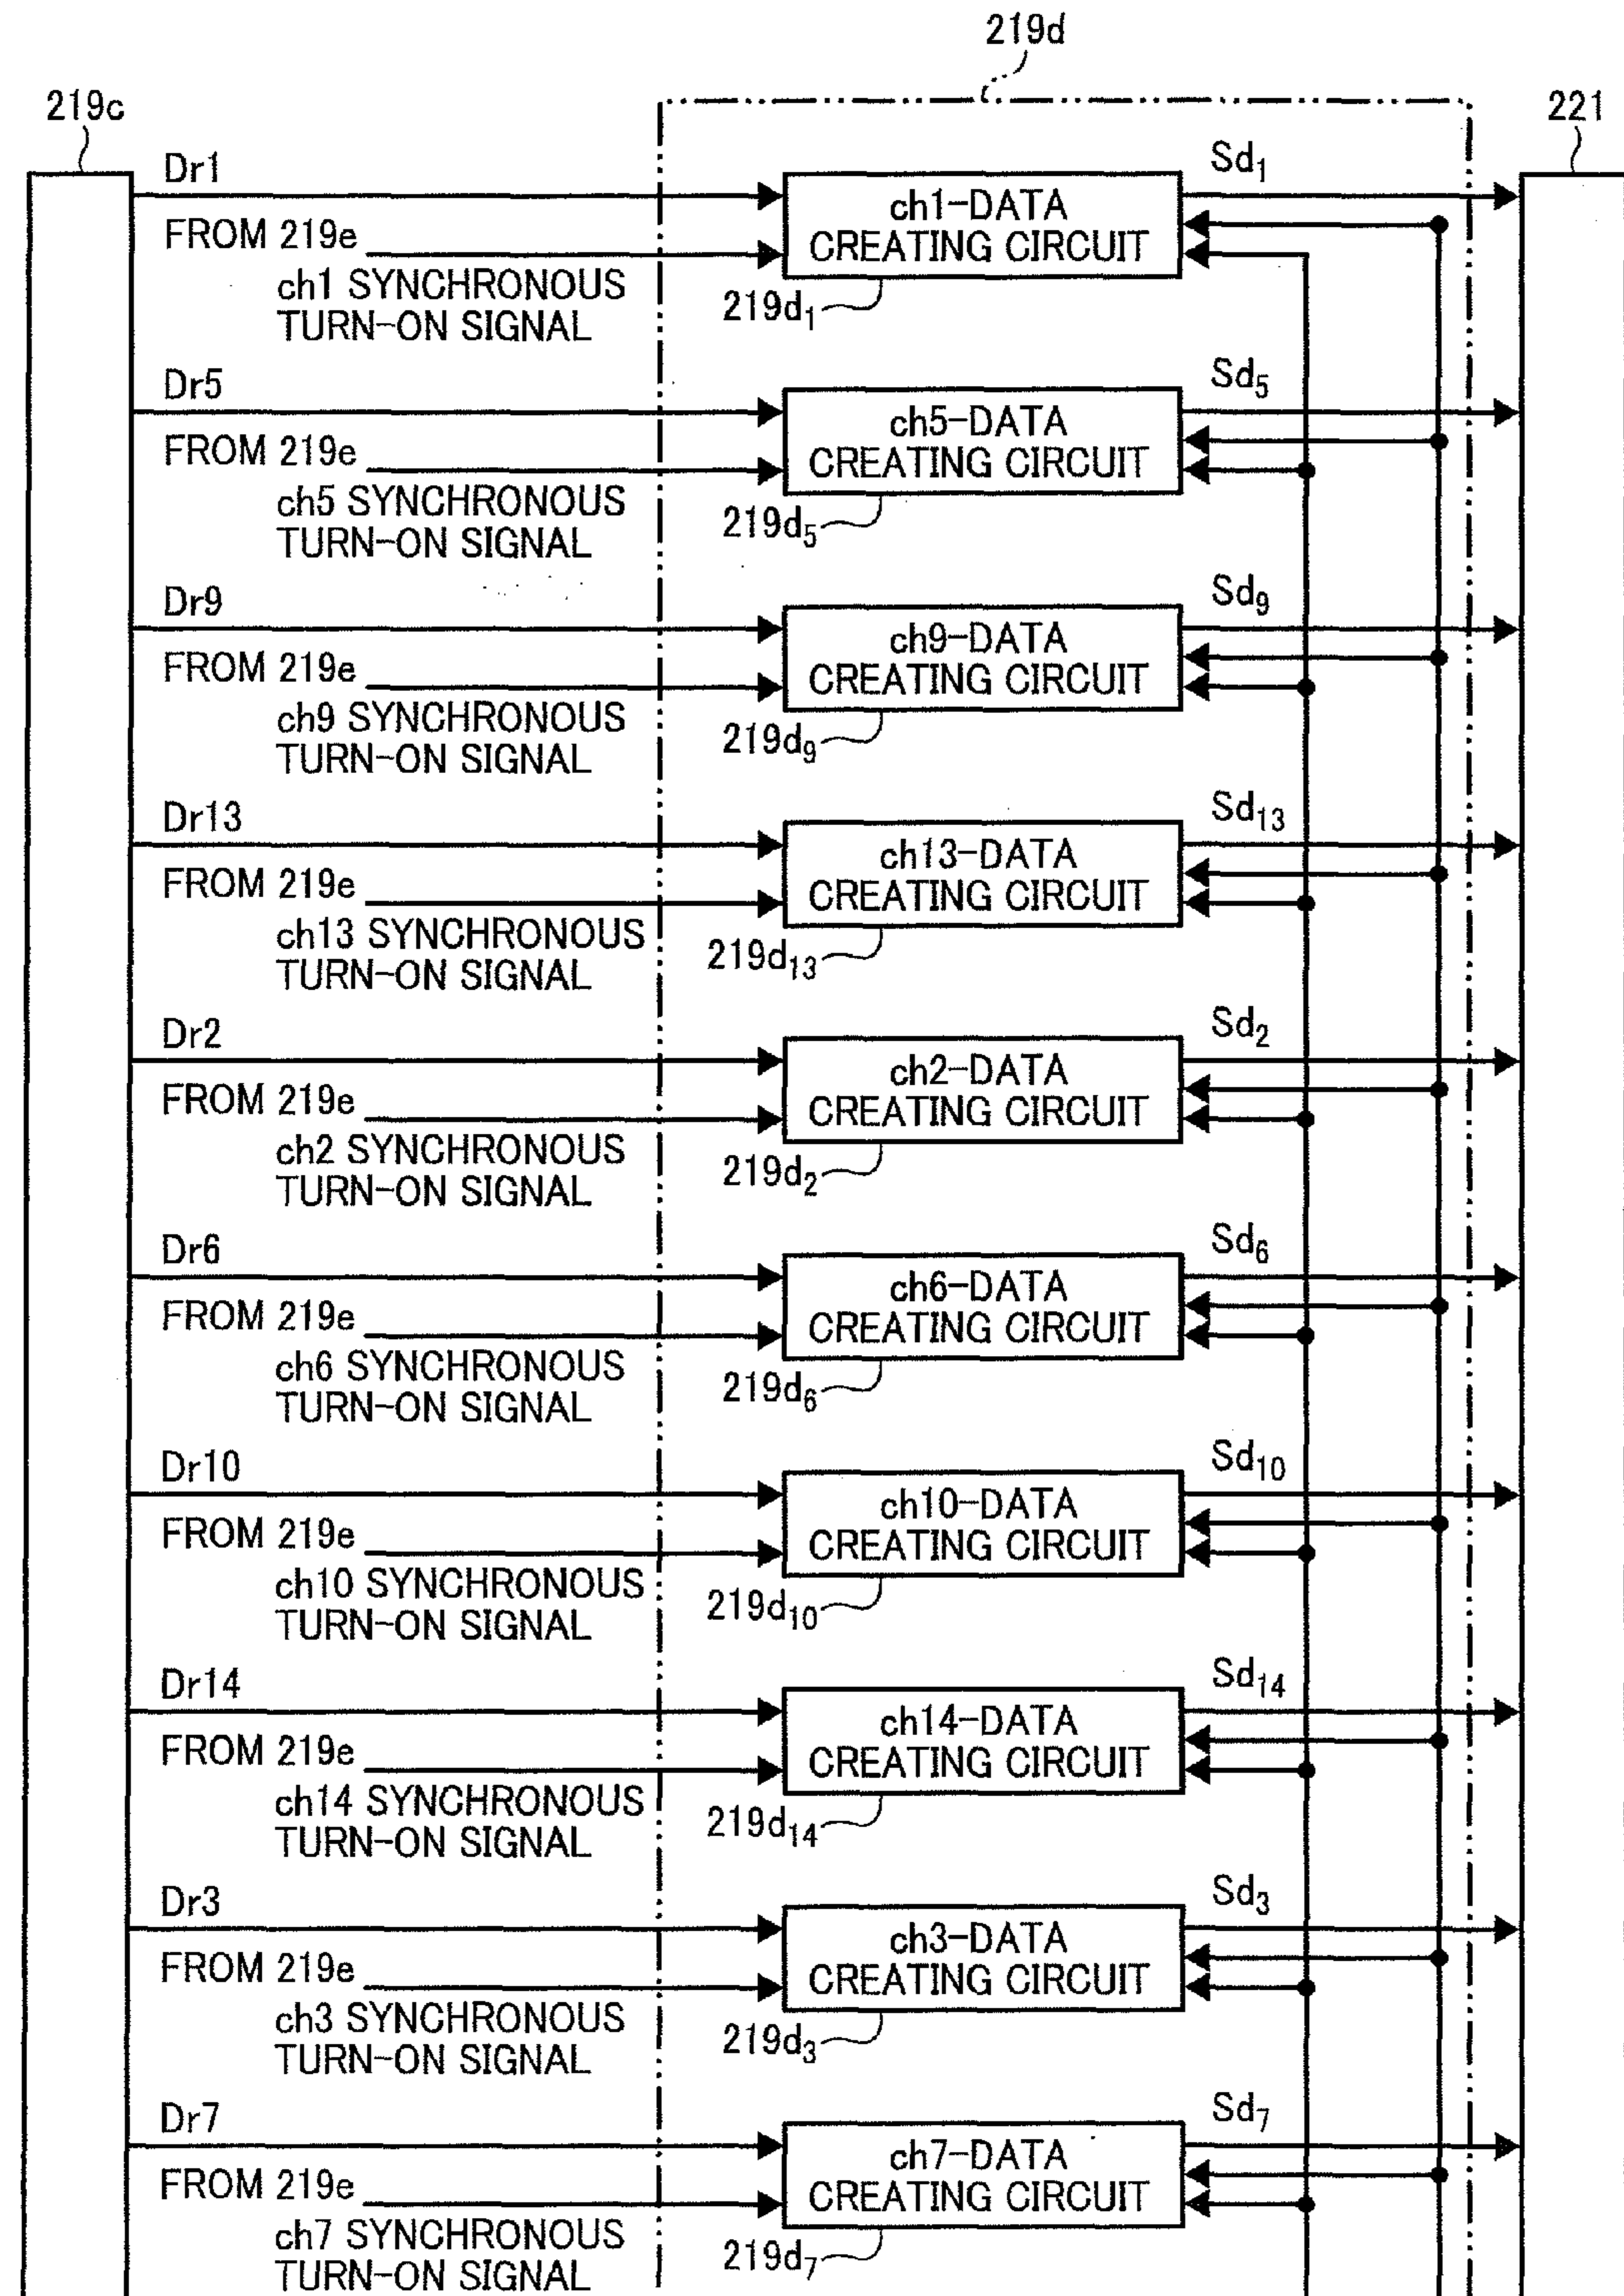 219d
219c
221
Dr1
Sd1
ch1-DATA
CREATING CIRCUIT
FROM 219e
ch1 SYNCHRONOUS
TURN-ON SIGNAL
219d1
Dr5
Sd5
ch5-DATA
CREATING CIRCUIT
FROM 219e
ch5 SYNCHRONOUS
TURN-ON SIGNAL
219d5
Dr9
Sd9
ch9-DATA
CREATING CIRCUIT
FROM 219e
ch9 SYNCHRONOUS
TURN-ON SIGNAL
219d9
Dr13
Sd13
ch13-DATA
CREATING CIRCUIT
FROM 219e
ch13 SYNCHRONOUS
TURN-ON SIGNAL
219d13
Dr2
Sd2
ch2-DATA
CREATING CIRCUIT
FROM 219e
ch2 SYNCHRONOUS
TURN-ON SIGNAL
219d2
Dr6
Sd6
ch6-DATA
CREATING CIRCUIT
FROM 219e
ch6 SYNCHRONOUS
TURN-ON SIGNAL
219d6
Dr10
Sd10
ch10-DATA
CREATING CIRCUIT
FROM 219e
ch10 SYNCHRONOUS
TURN-ON SIGNAL
219d10
Dr14
Sd14
ch14-DATA
CREATING CIRCUIT
FROM 219e
ch14 SYNCHRONOUS
TURN-ON SIGNAL
219d14
Dr3
Sd3
ch3-DATA
CREATING CIRCUIT
FROM 219e
ch3 SYNCHRONOUS
TURN-ON SIGNAL
219d3
Dr7
Sd7
ch7-DATA
CREATING CIRCUIT
FROM 219e
ch7 SYNCHRONOUS
TURN-ON SIGNAL
219d7